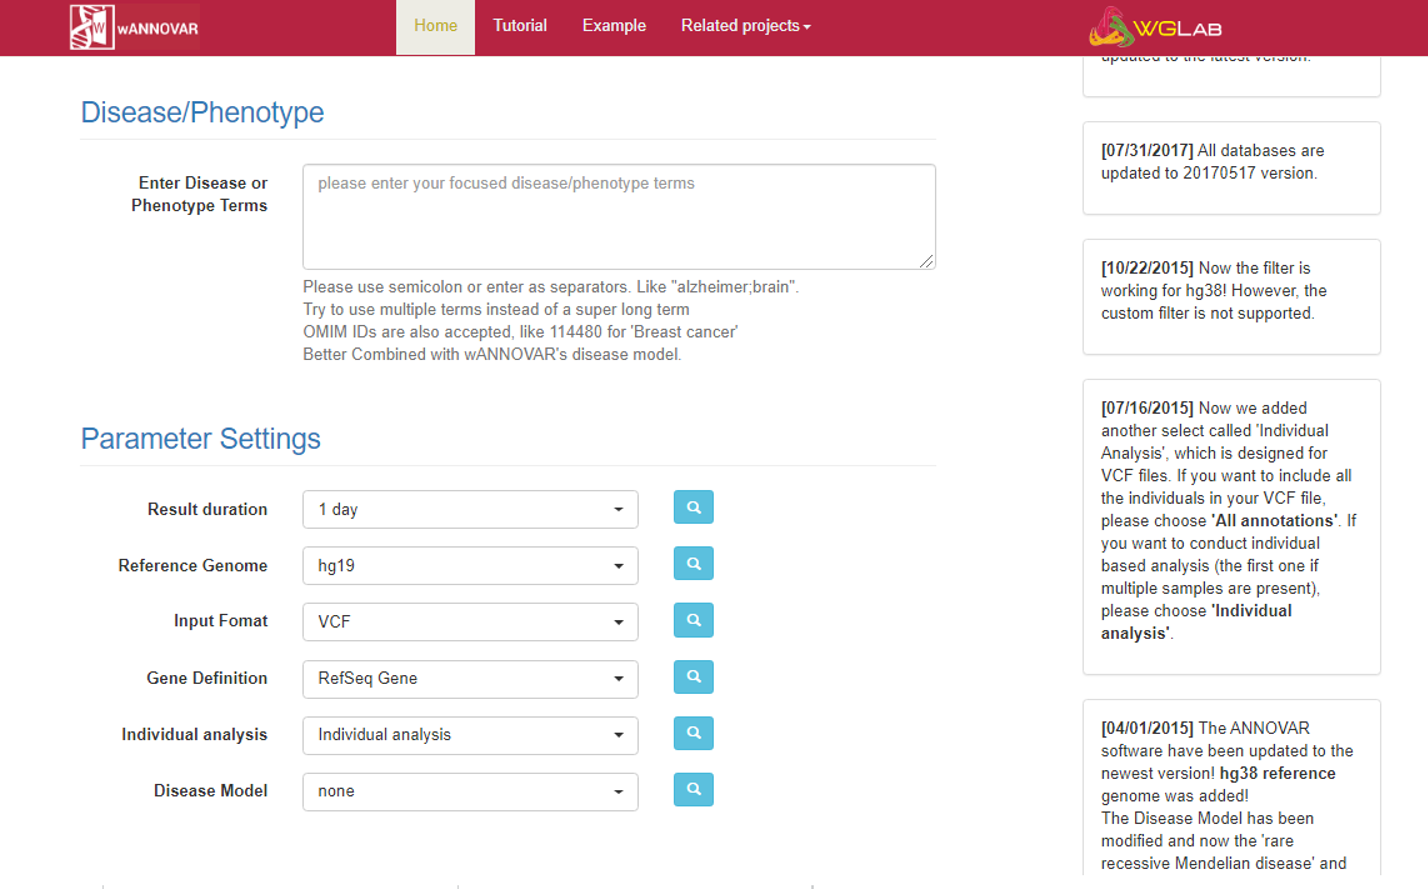 wANNOVAR
Home
Tutorial
Example
Related projects
WGLAB
Disease/Phenotype
Enter Disease or
Phenotype Terms
please enter your focused disease/phenotype terms
Please use semicolon or enter as separators. Like "alzheimer;brain".
Try to use multiple terms instead of a super long term
OMIM IDs are also accepted, like 114480 for 'Breast cancer'
Better Combined with wANNOVAR's disease model.
Parameter Settings
Result duration
1 day
Reference Genome
hg19
Input Fomat
VCF
Gene Definition
RefSeq Gene
Individual analysis
Individual analysis
Disease Model
none
updated to the latest version.
[07/31/2017] All databases are
updated to 20170517 version.
[10/22/2015] Now the filter is
working for hg38! However, the
custom filter is not supported.
[07/16/2015] Now we added
another select called 'Individual
Analysis', which is designed for
VCF files. If you want to include all
the individuals in your VCF file,
please choose 'All annotations'. If
you want to conduct individual
based analysis (the first one if
multiple samples are present),
please choose 'Individual
analysis'.
[04/01/2015] The ANNOVAR
software have been updated to the
newest version! hg38 reference
genome was added!
The Disease Model has been
modified and now the 'rare
recessive Mendelian disease' and